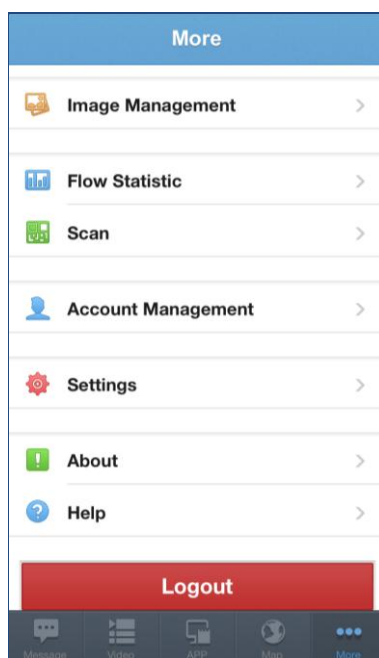 More
Image Management
Flow Statistic
Scan
Account Management
Settings
About
Help
Logout
Message
Video
APP
Map
More